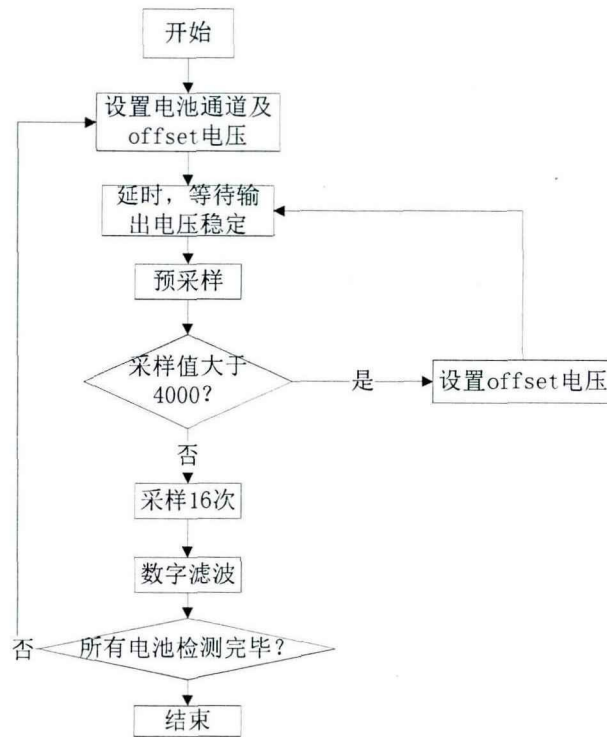 开始
设置电池通道及
offset电压
延时，等待输
出电压稳定
预采样
采样值大于
4000?
是
设置offset电压
否
采样16次
数字滤波
所有电池检测完毕?
否
结束